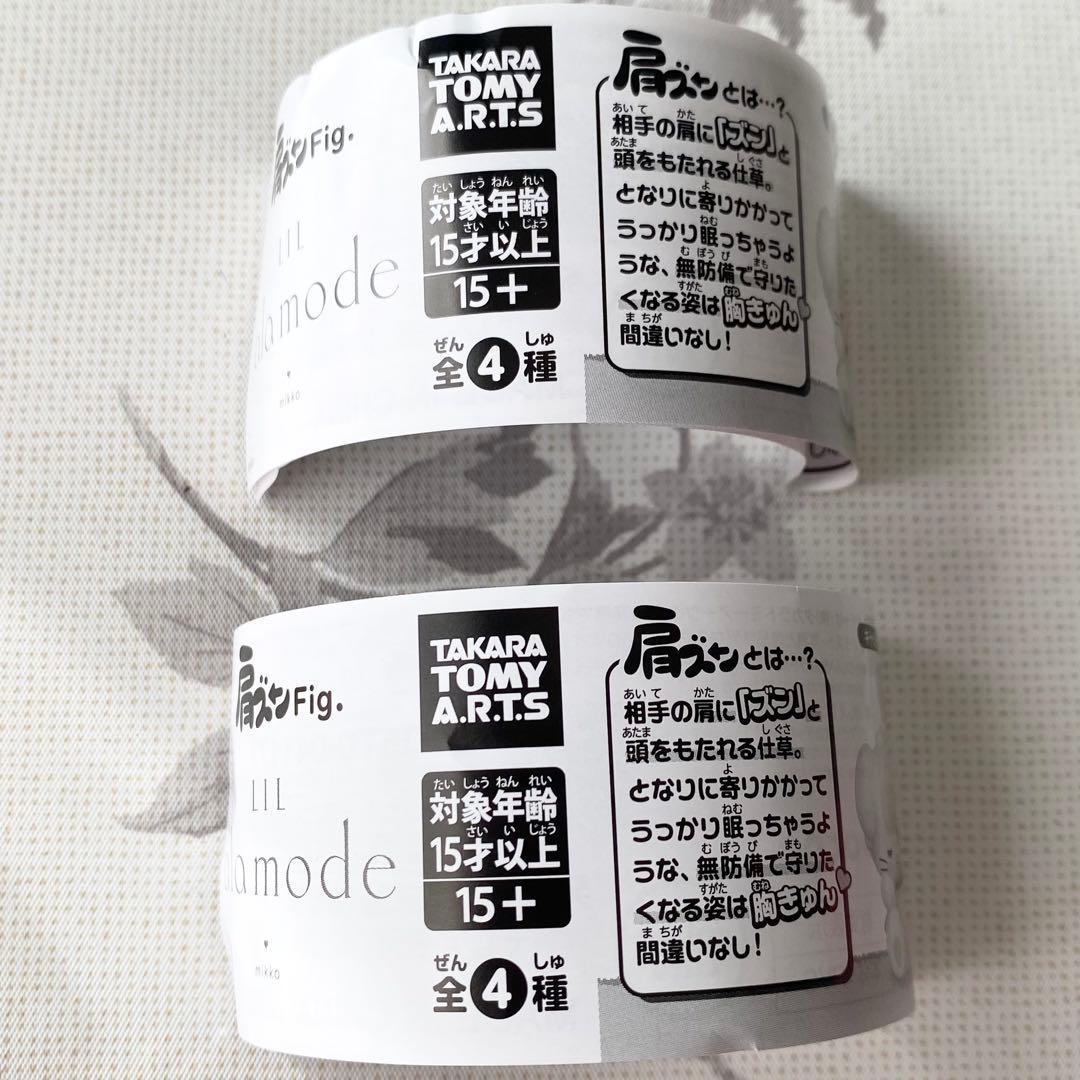 肩ズンFig.
LIL
mode
mikko
TAKARA
TOMY
A.R.T.S
たいしょうねんれい
対象年齢
さいいじょう
15才以上
15+
ぜん しゅ
全4種
肩ズンとは…?
あいて かた
相手の肩に「ズン」と
あたま しぐさ
頭をもたれる仕草。
よ
となりに寄りかかって
ねむ
うっかり眠っちゃうよ
むぼうび まも
うな、無防備で守りた
すがた むね
くなる姿は胸きゅん
まちが
間違いなし!
肩ズンFig.
LIL
mode
mikko
TAKARA
TOMY
A.R.T.S
たいしょうねんれい
対象年齢
さいいじょう
15才以上
15+
ぜん しゅ
全4種
肩ズンとは…?
あいて かた
相手の肩に「ズン」と
あたま しぐさ
頭をもたれる仕草。
よ
となりに寄りかかって
ねむ
うっかり眠っちゃうよ
むぼうび まも
うな、無防備で守りた
すがた むね
くなる姿は胸きゅん
まちが
間違いなし!